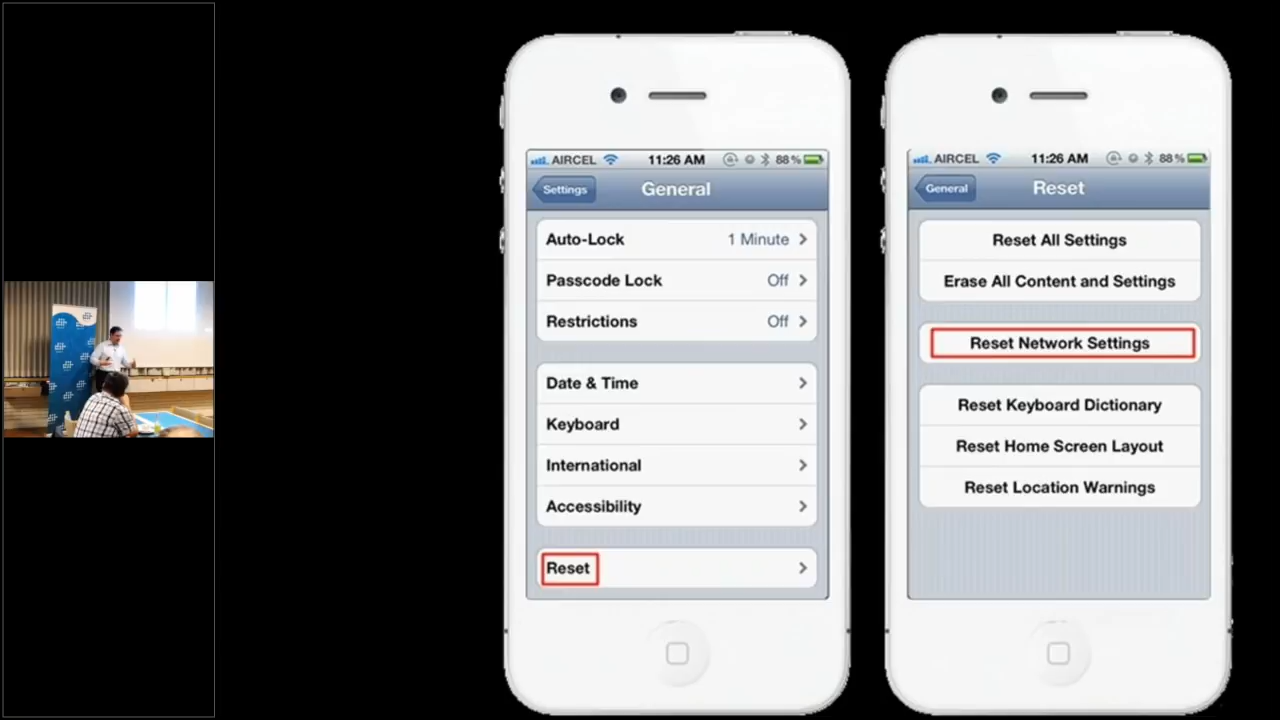 AIRCEL 11:26 AM 88%
Settings General
Auto-Lock 1 Minute
Passcode Lock Off
Restrictions Off
Date & Time
Keyboard
International
Accessibility
Reset
AIRCEL 11:26 AM 88%
General Reset
Reset All Settings
Erase All Content and Settings
Reset Network Settings
Reset Keyboard Dictionary
Reset Home Screen Layout
Reset Location Warnings